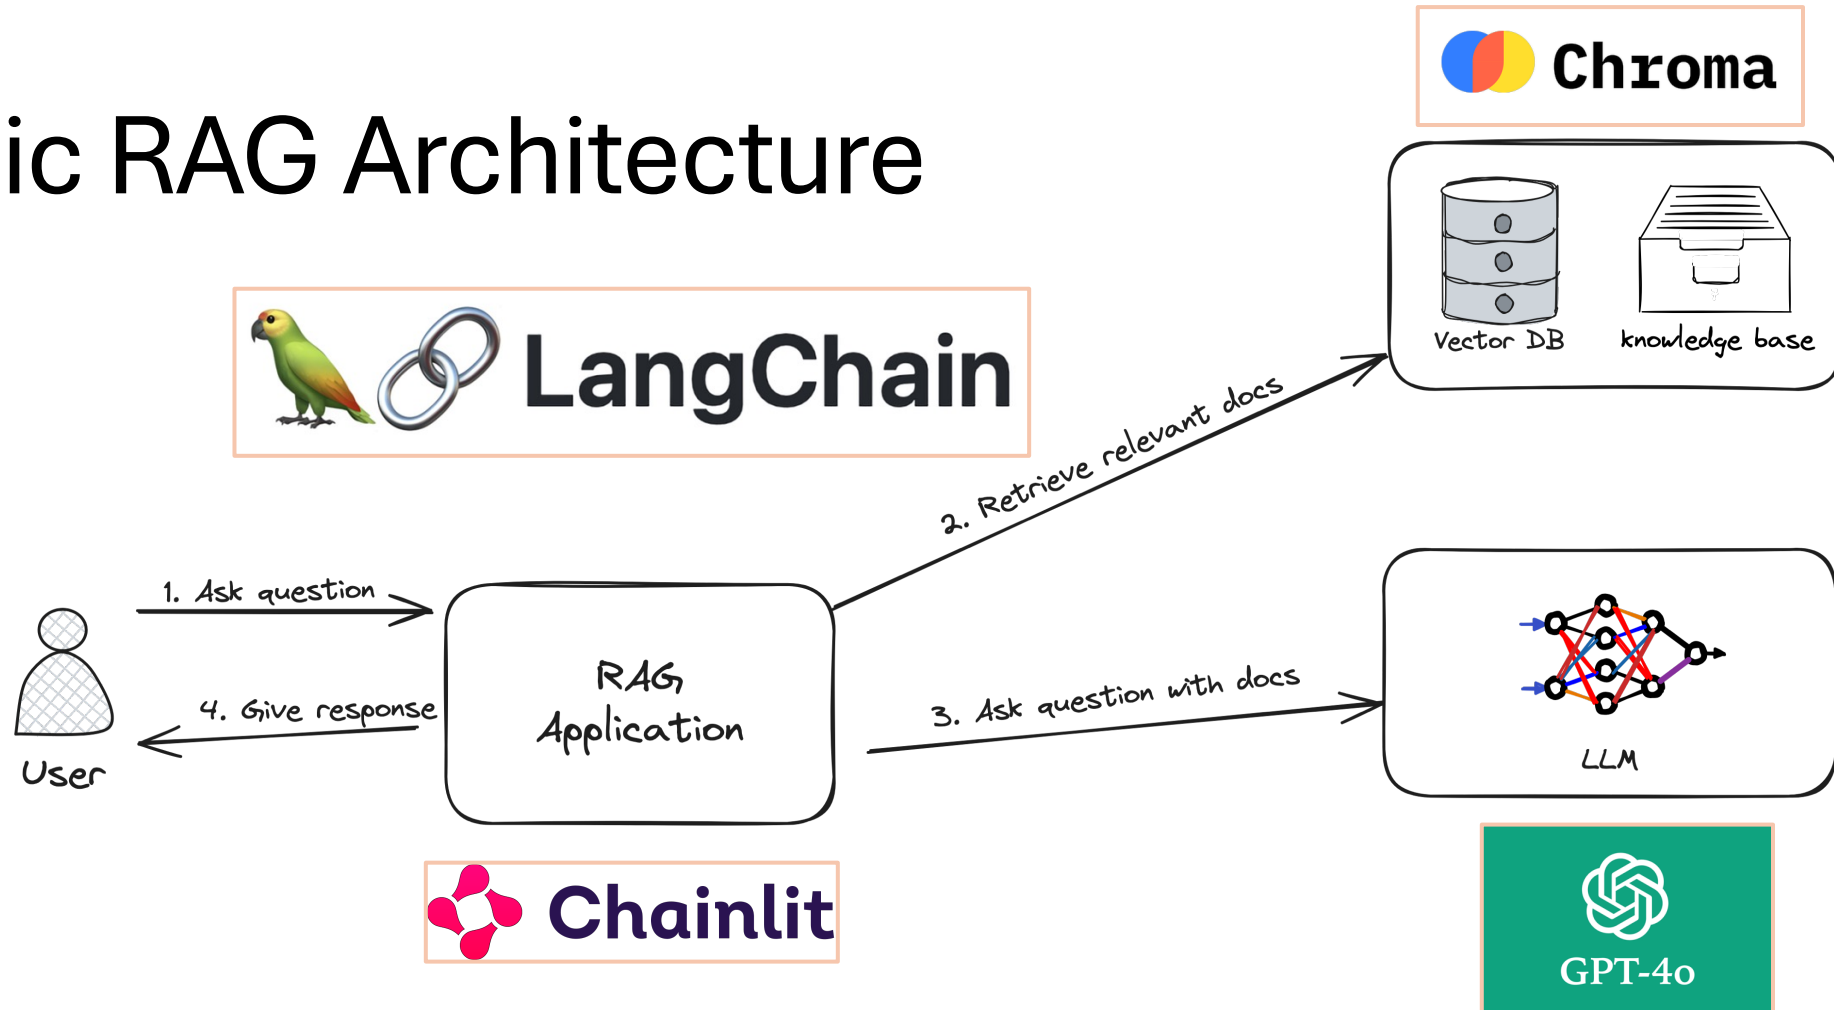 ic RAG Architecture
Chroma
Vector DB
knowledge base
LangChain
2. Retrieve relevant docs
1. Ask question
RAG
Application
3. Ask question with docs
4. Give response
User
LLM
Chainlit
GPT-4o